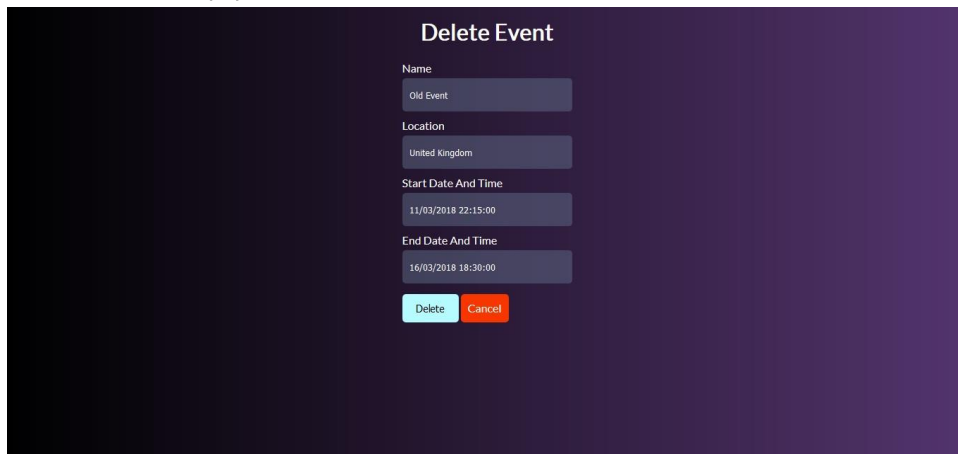 Delete Event
Name
Old Event
Location
United Kingdom
Start Date And Time
11/03/2018 22:15:00
End Date And Time
16/03/2018 18:30:00
Delete Cancel